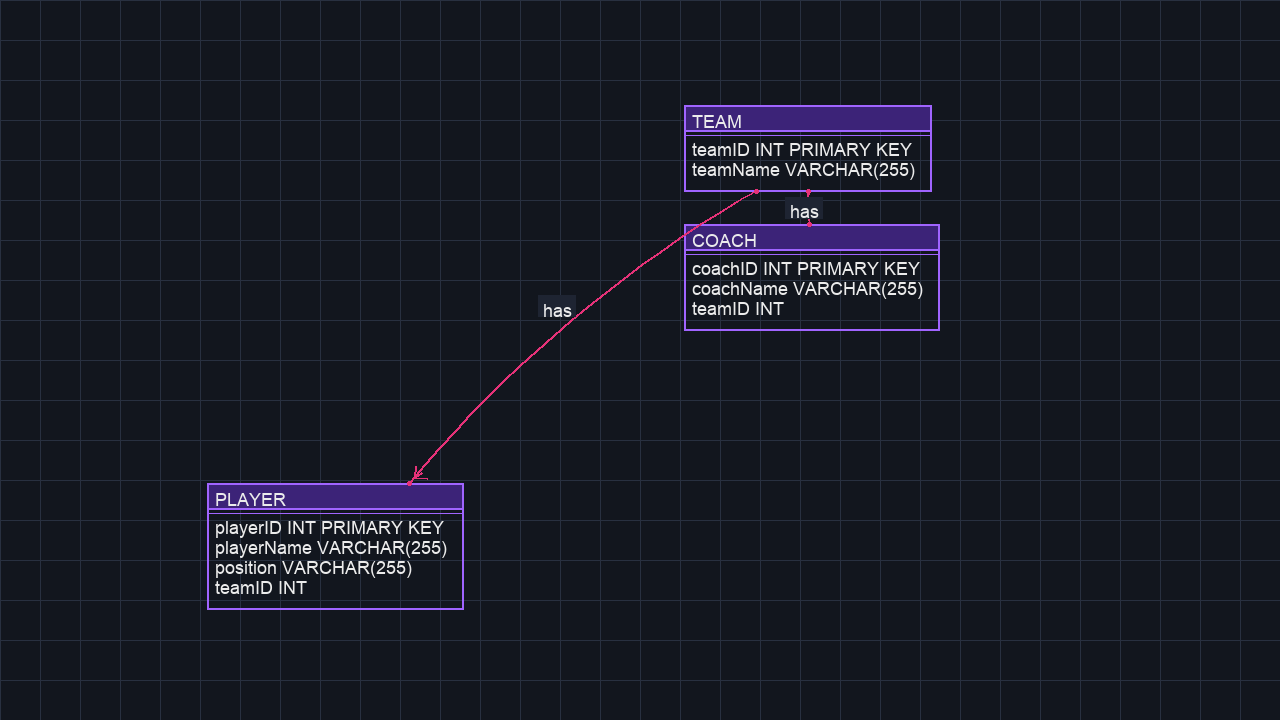 TEAM
teamID INT PRIMARY KEY
teamName VARCHAR(255)
has
COACH
coachID INT PRIMARY KEY
coachName VARCHAR(255)
teamID INT
has
PLAYER
playerID INT PRIMARY KEY
playerName VARCHAR(255)
position VARCHAR(255)
teamID INT